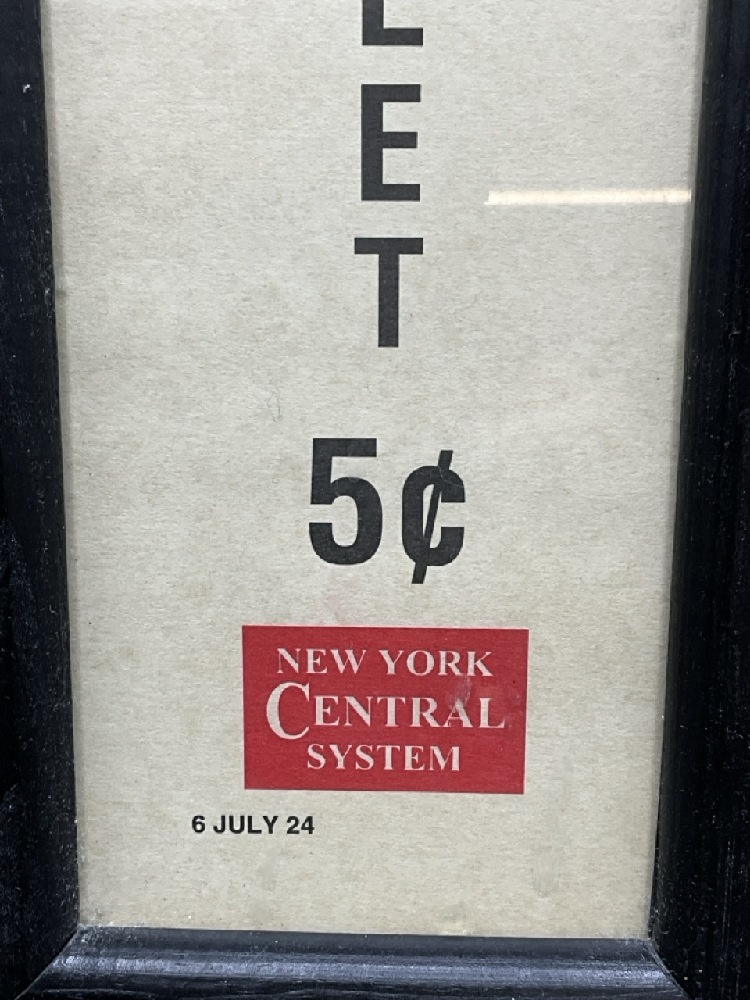 E
T
5¢
NEW YORK
CENTRAL
SYSTEM
6 JULY 24